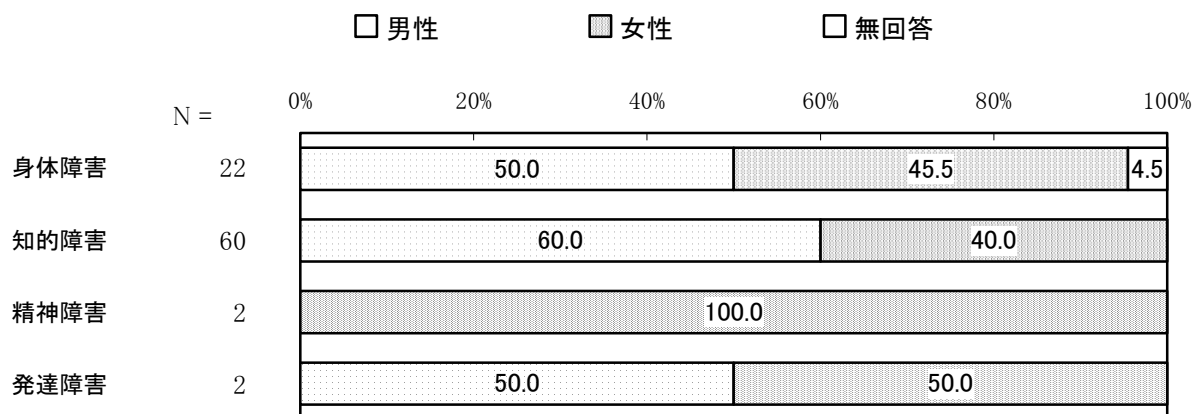 男性 女性 無回答
N = 0% 20% 40% 60% 80% 100%
身体障害 22 50.0 45.5 4.5
知的障害 60 60.0 40.0
精神障害 2 100.0
発達障害 2 50.0 50.0